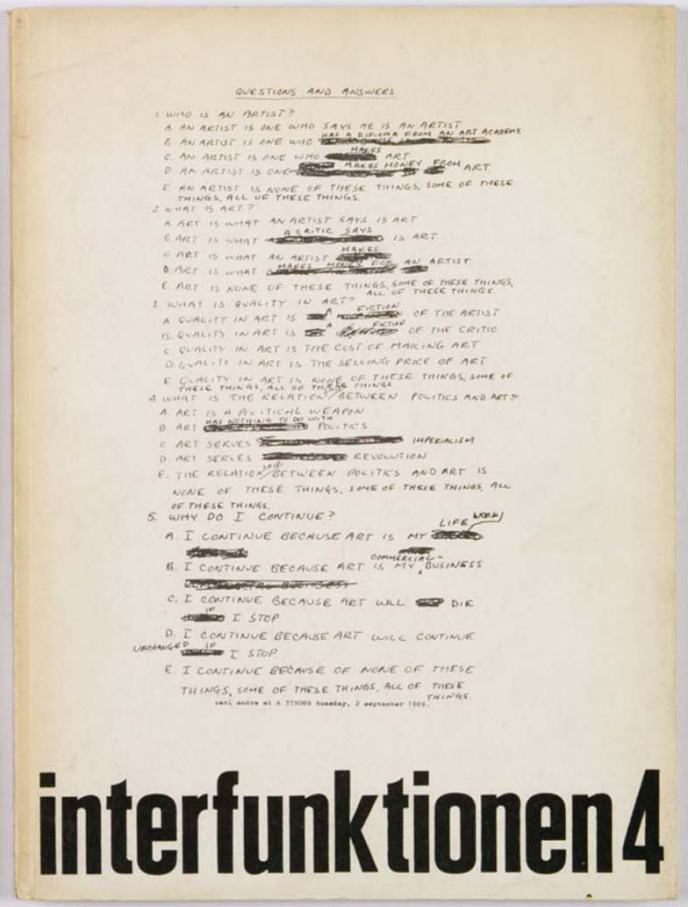 QUESTIONS AND ANSWERS
1. WHO IS AN ARTIST?
A. AN ARTIST IS ONE WHO SAYS HE IS AN ARTIST
B. AN ARTIST IS ONE WHO HAS A DIPLOMA FROM AN ART ACADEMY
C. AN ARTIST IS ONE WHO MAKES ART
D. AN ARTIST IS ONE MAKES MONEY FROM ART
E. AN ARTIST IS NONE OF THESE THINGS, SOME OF THESE
THINGS, ALL OF THESE THINGS.
2. WHAT IS ART?
A. ART IS WHAT AN ARTIST SAYS IS ART
B. ART IS WHAT A CRITIC SAYS IS ART
C. ART IS WHAT AN ARTIST MAKES
D. ART IS WHAT MAKES MONEY FOR AN ARTIST
E. ART IS NONE OF THESE THINGS, SOME OF THESE THINGS,
ALL OF THESE THINGS.
3. WHAT IS QUALITY IN ART?
A. QUALITY IN ART IS A FICTION OF THE ARTIST
B. QUALITY IN ART IS A FICTION OF THE CRITIC
C. QUALITY IN ART IS THE COST OF MAKING ART
D. QUALITY IN ART IS THE SELLING PRICE OF ART
E. QUALITY IN ART IS NONE OF THESE THINGS, SOME OF
THESE THINGS, ALL OF THESE THINGS
4. WHAT IS THE RELATION BETWEEN POLITICS AND ART?
A. ART IS A POLITICAL WEAPON
B. ART HAS NOTHING TO DO WITH POLITICS
C. ART SERVES IMPERIALISM
D. ART SERVES REVOLUTION
E. THE RELATIONSHIP BETWEEN POLITICS AND ART IS
NONE OF THESE THINGS, SOME OF THESE THINGS, ALL
OF THESE THINGS.
5. WHY DO I CONTINUE?
A. I CONTINUE BECAUSE ART IS MY LIFE WORK
B. I CONTINUE BECAUSE ART IS MY COMMERCIAL BUSINESS
C. I CONTINUE BECAUSE ART WILL DIE
IF I STOP
D. I CONTINUE BECAUSE ART WILL CONTINUE
UNCHANGED IF I STOP
E. I CONTINUE BECAUSE OF NONE OF THESE
THINGS, SOME OF THESE THINGS, ALL OF THESE
THINGS.
carl andre at A 379089 tuesday, 2 september 1969.
interfunktionen 4